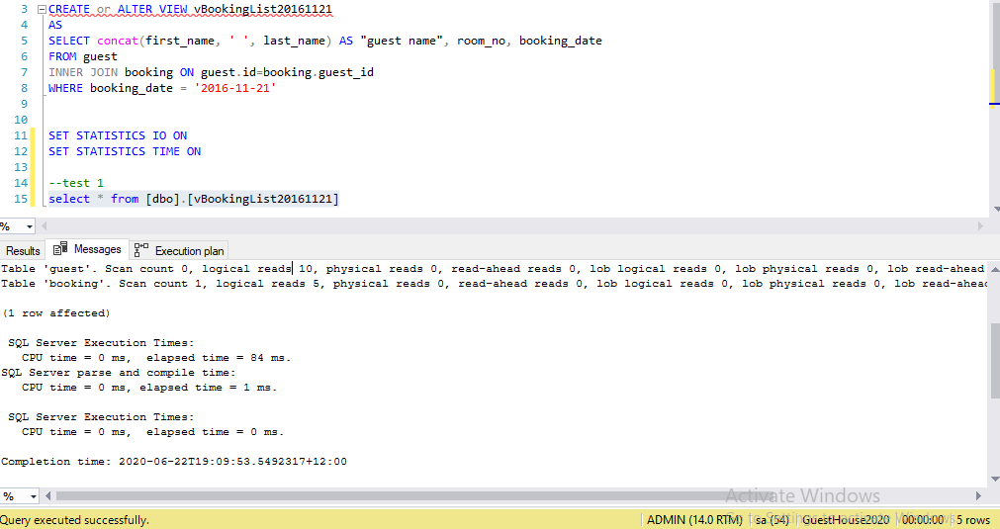 3 CREATE or ALTER VIEW vBookingList20161121
4 AS
5 SELECT concat(first_name, ' ', last_name) AS "guest name", room_no, booking_date
6 FROM guest
7 INNER JOIN booking ON guest.id=booking.guest_id
8 WHERE booking_date = '2016-11-21'
9
10
11 SET STATISTICS IO ON
12 SET STATISTICS TIME ON
13
14 --test 1
15 select * from [dbo].[vBookingList20161121]
%
Results Messages Execution plan
Table 'guest'. Scan count 0, logical reads 10, physical reads 0, read-ahead reads 0, lob logical reads 0, lob physical reads 0, lob read-ahead
Table 'booking'. Scan count 1, logical reads 5, physical reads 0, read-ahead reads 0, lob logical reads 0, lob physical reads 0, lob read-ahead
(1 row affected)
SQL Server Execution Times:
CPU time = 0 ms, elapsed time = 84 ms.
SQL Server parse and compile time:
CPU time = 0 ms, elapsed time = 1 ms.
SQL Server Execution Times:
CPU time = 0 ms, elapsed time = 0 ms.
Completion time: 2020-06-22T19:09:53.5492317+12:00
%
Activate Windows
Go to Settings to activate Windows.
Query executed successfully. ADMIN (14.0 RTM) sa (54) GuestHouse2020 00:00:00 5 rows